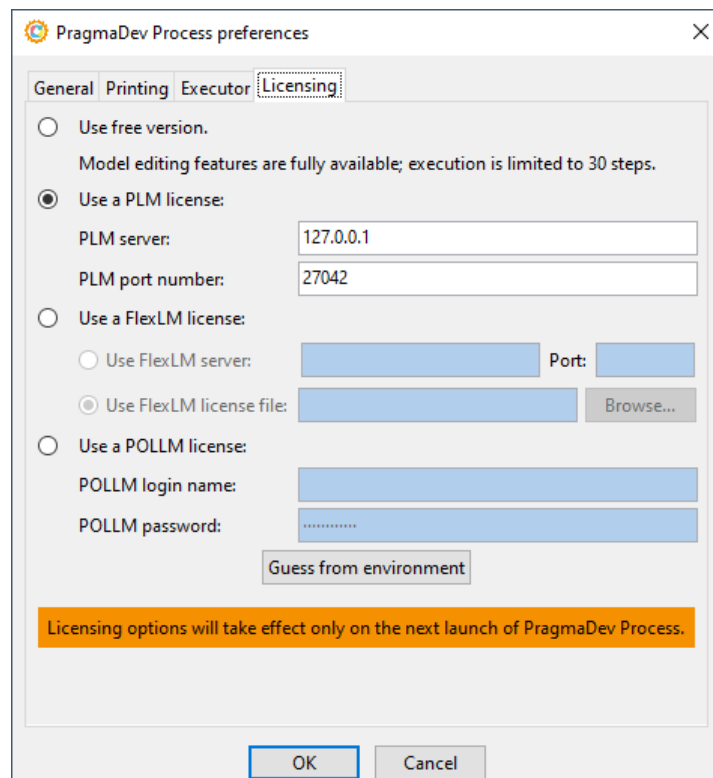 PragmaDev Process preferences
General Printing Executor Licensing
Use free version.
Model editing features are fully available; execution is limited to 30 steps.
Use a PLM license:
PLM server: 127.0.0.1
PLM port number: 27042
Use a FlexLM license:
Use FlexLM server: Port:
Use FlexLM license file: Browse...
Use a POLLM license:
POLLM login name:
POLLM password: ············
Guess from environment
Licensing options will take effect only on the next launch of PragmaDev Process.
OK Cancel